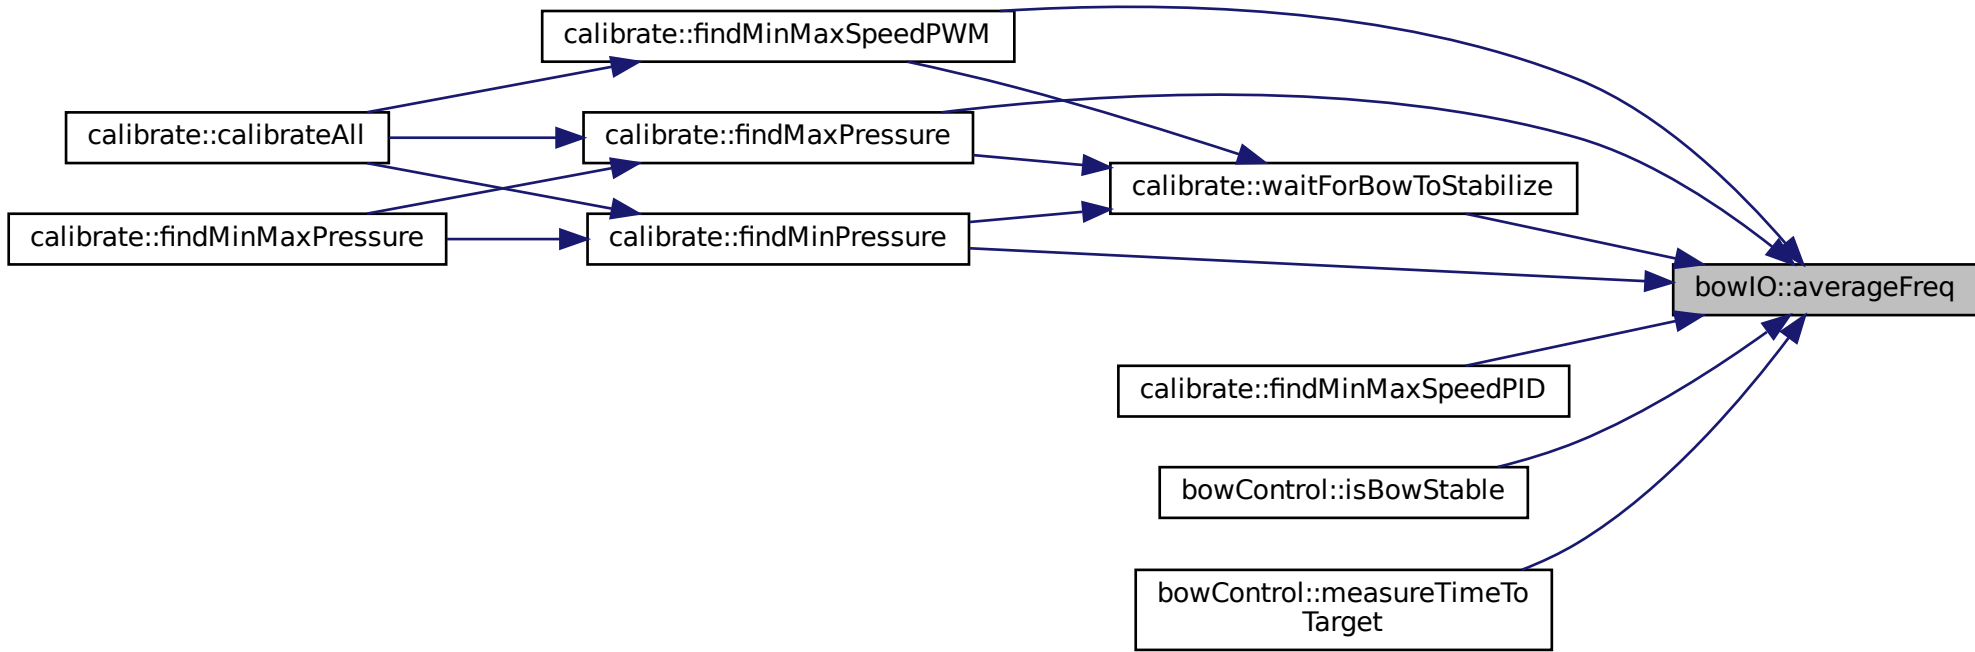 calibrate::findMinMaxSpeedPWM
calibrate::calibrateAll
calibrate::findMaxPressure
calibrate::waitForBowToStabilize
calibrate::findMinMaxPressure
calibrate::findMinPressure
bowIO::averageFreq
calibrate::findMinMaxSpeedPID
bowControl::isBowStable
bowControl::measureTimeTo
Target